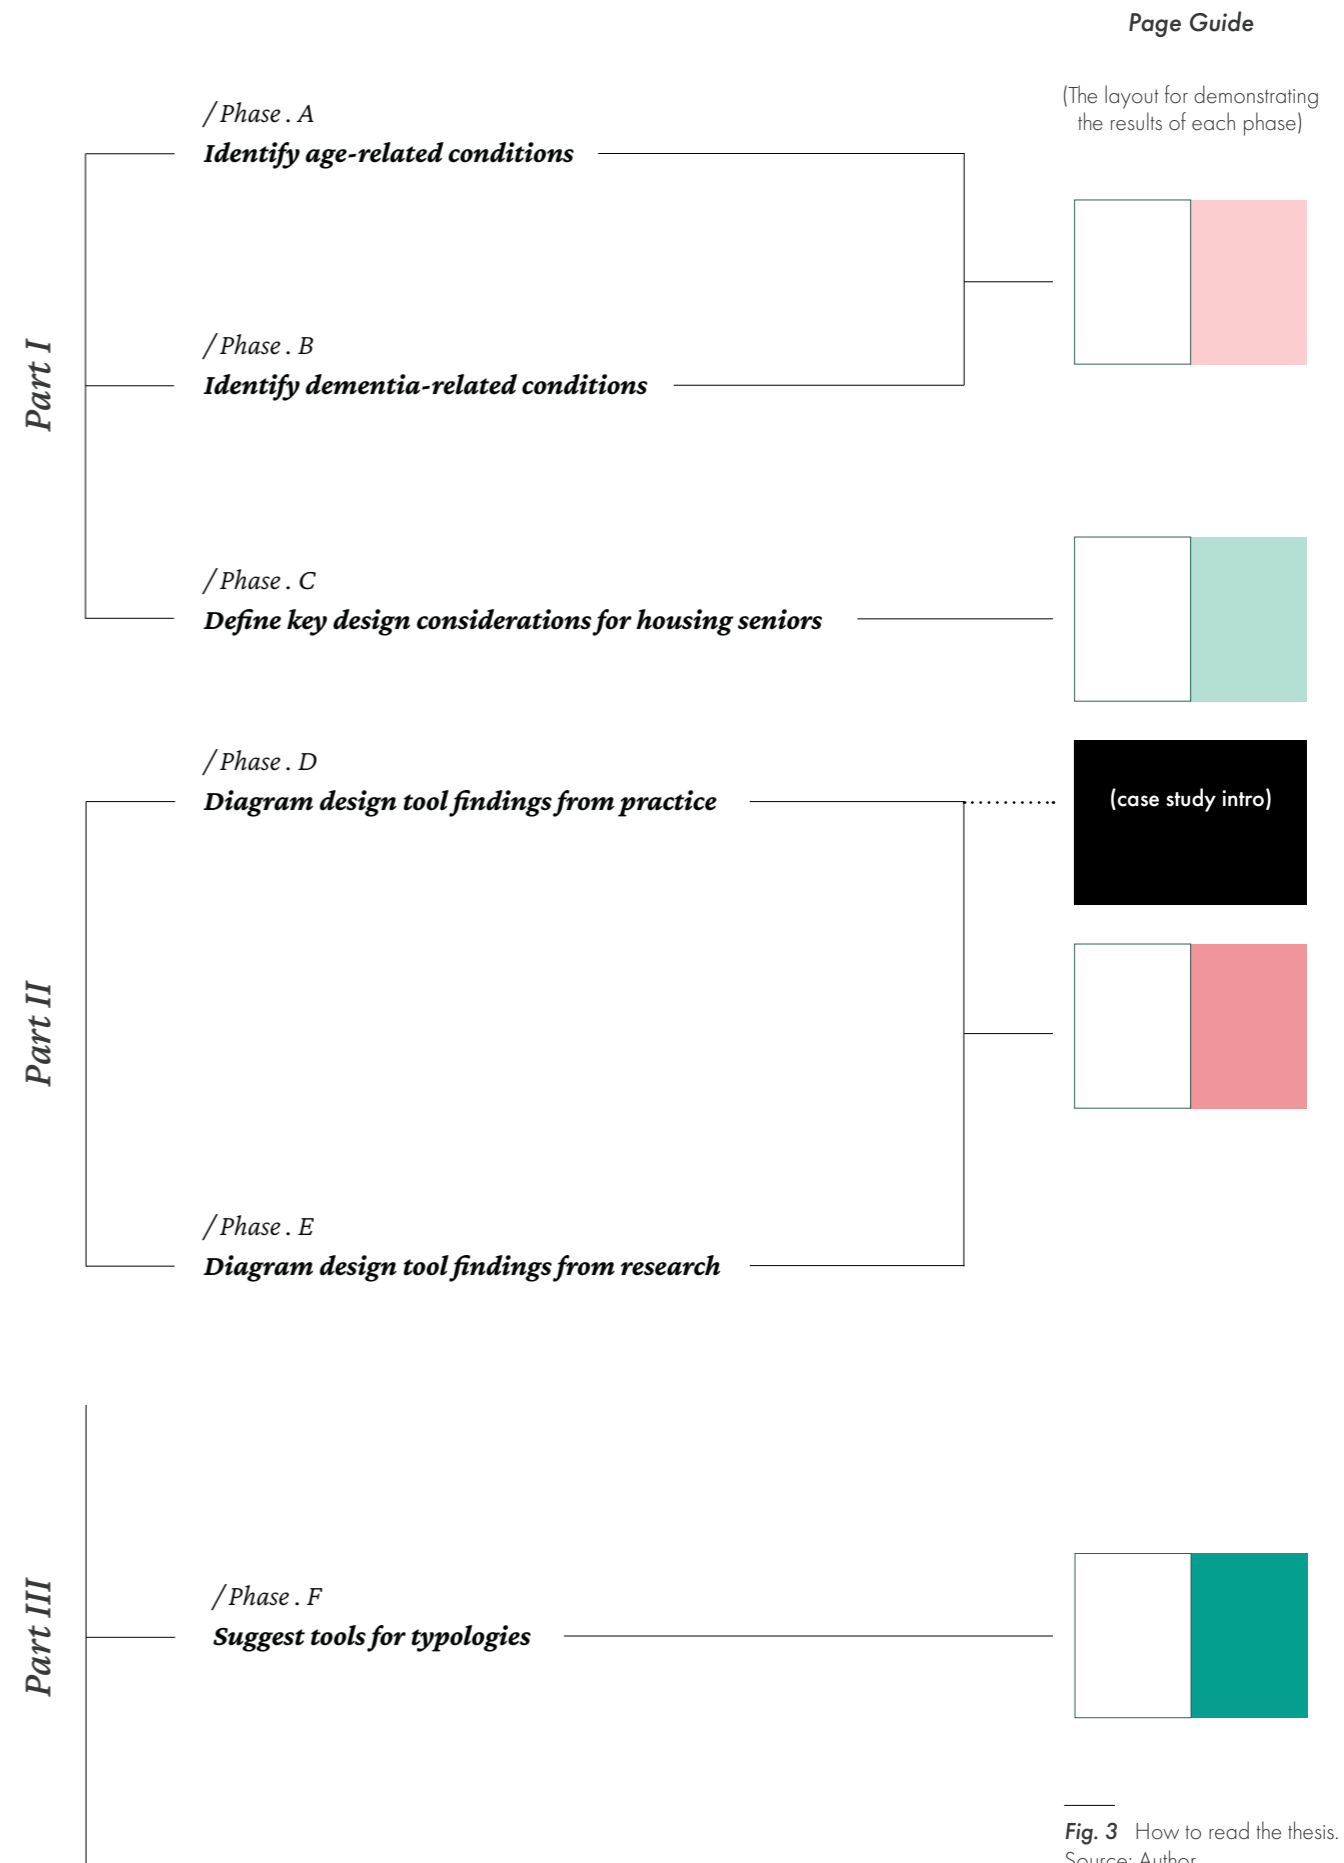 Page Guide
(The layout for demonstrating
the results of each phase)
Part I
/ Phase . A
Identify age-related conditions
/ Phase . B
Identify dementia-related conditions
/ Phase . C
Define key design considerations for housing seniors
Part II
/ Phase . D
Diagram design tool findings from practice
(case study intro)
/ Phase . E
Diagram design tool findings from research
Part III
/ Phase . F
Suggest tools for typologies
Fig. 3 How to read the thesis.
Source: Author